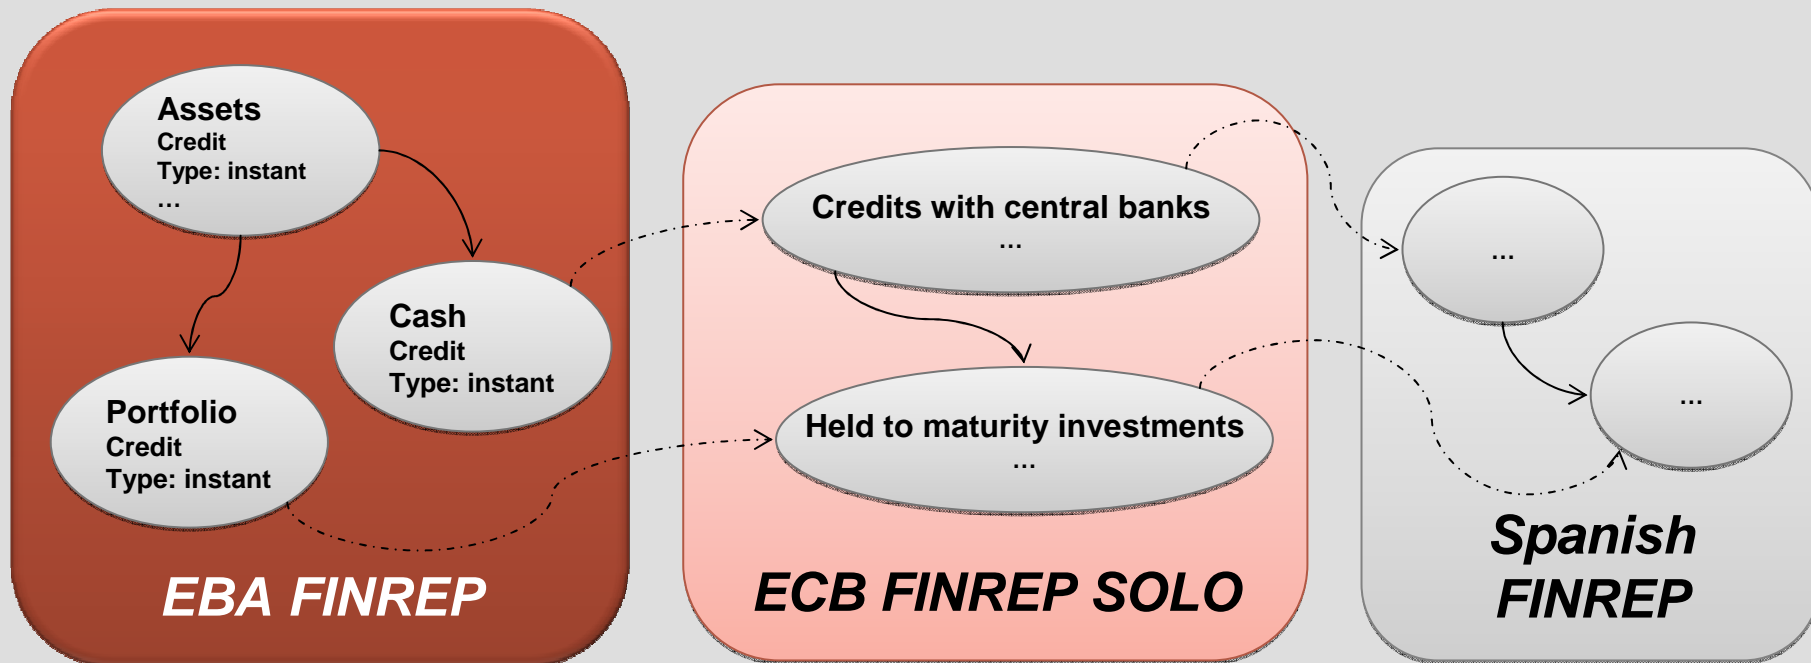 Assets
Credit
Type: instant
...
Cash
Credit
Type: instant
Portfolio
Credit
Type: instant
EBA FINREP
Credits with central banks
...
Held to maturity investments
...
ECB FINREP SOLO
...
...
Spanish
FINREP